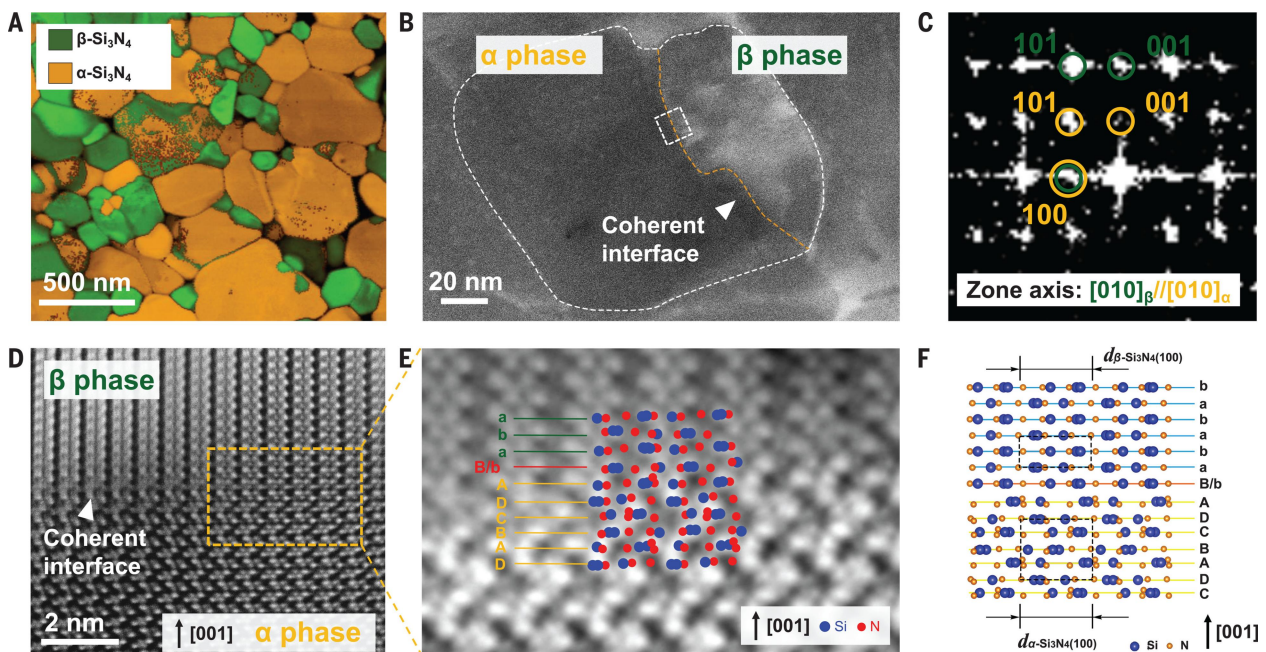 A
β-Si₃N₄
α-Si₃N₄
500 nm
B
α phase
β phase
Coherent
interface
20 nm
C
101
001
101
001
100
Zone axis: [010]β//[010]α
D
β phase
Coherent
interface
2 nm
[001]
α phase
E
a
b
a
B/b
A
D
C
B
A
D
[001] Si N
F
dβ-Si₃N₄(100)
b
a
b
a
b
a
B/b
A
D
C
B
A
D
C
dα-Si₃N₄(100)
Si N
[001]